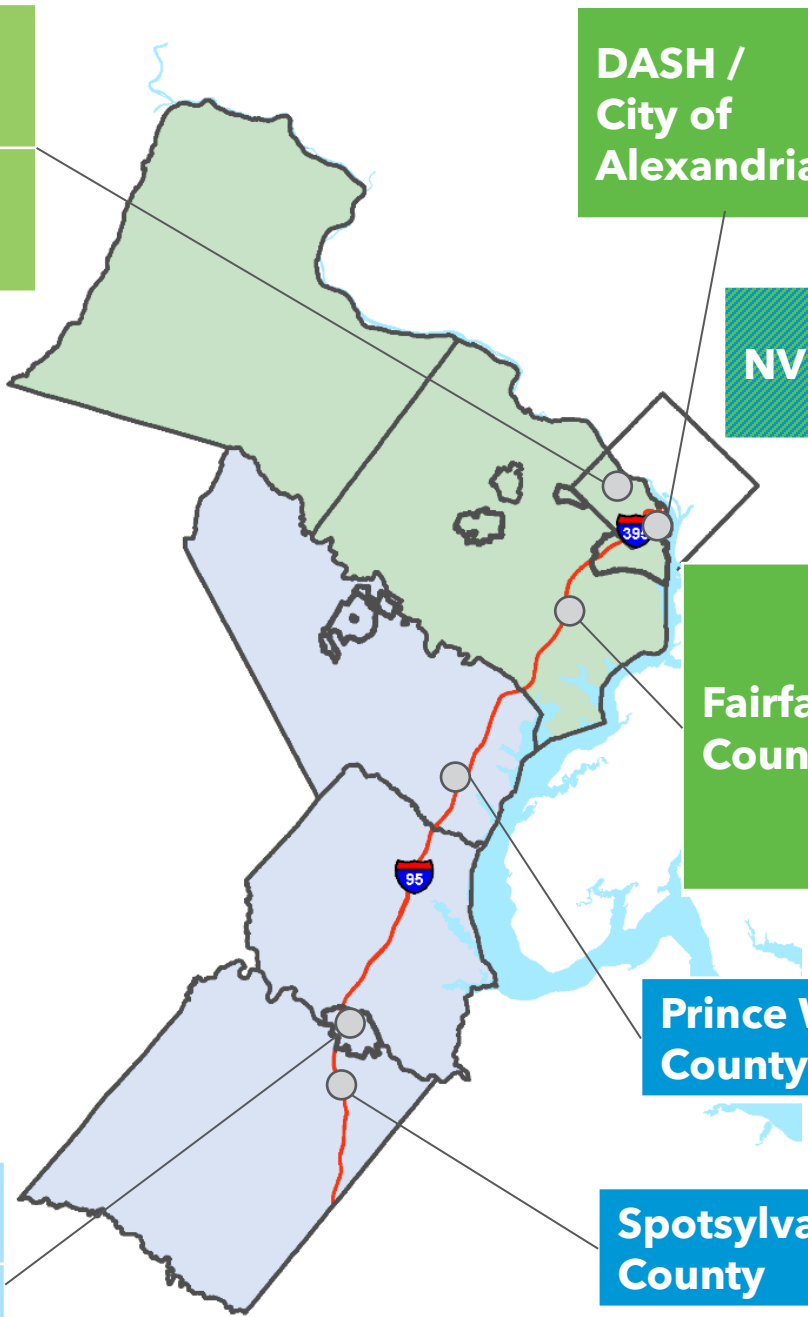 DASH /
City of
Alexandria
NV
395
Fairfa
Coun
95
Prince W
County
Spotsylva
County